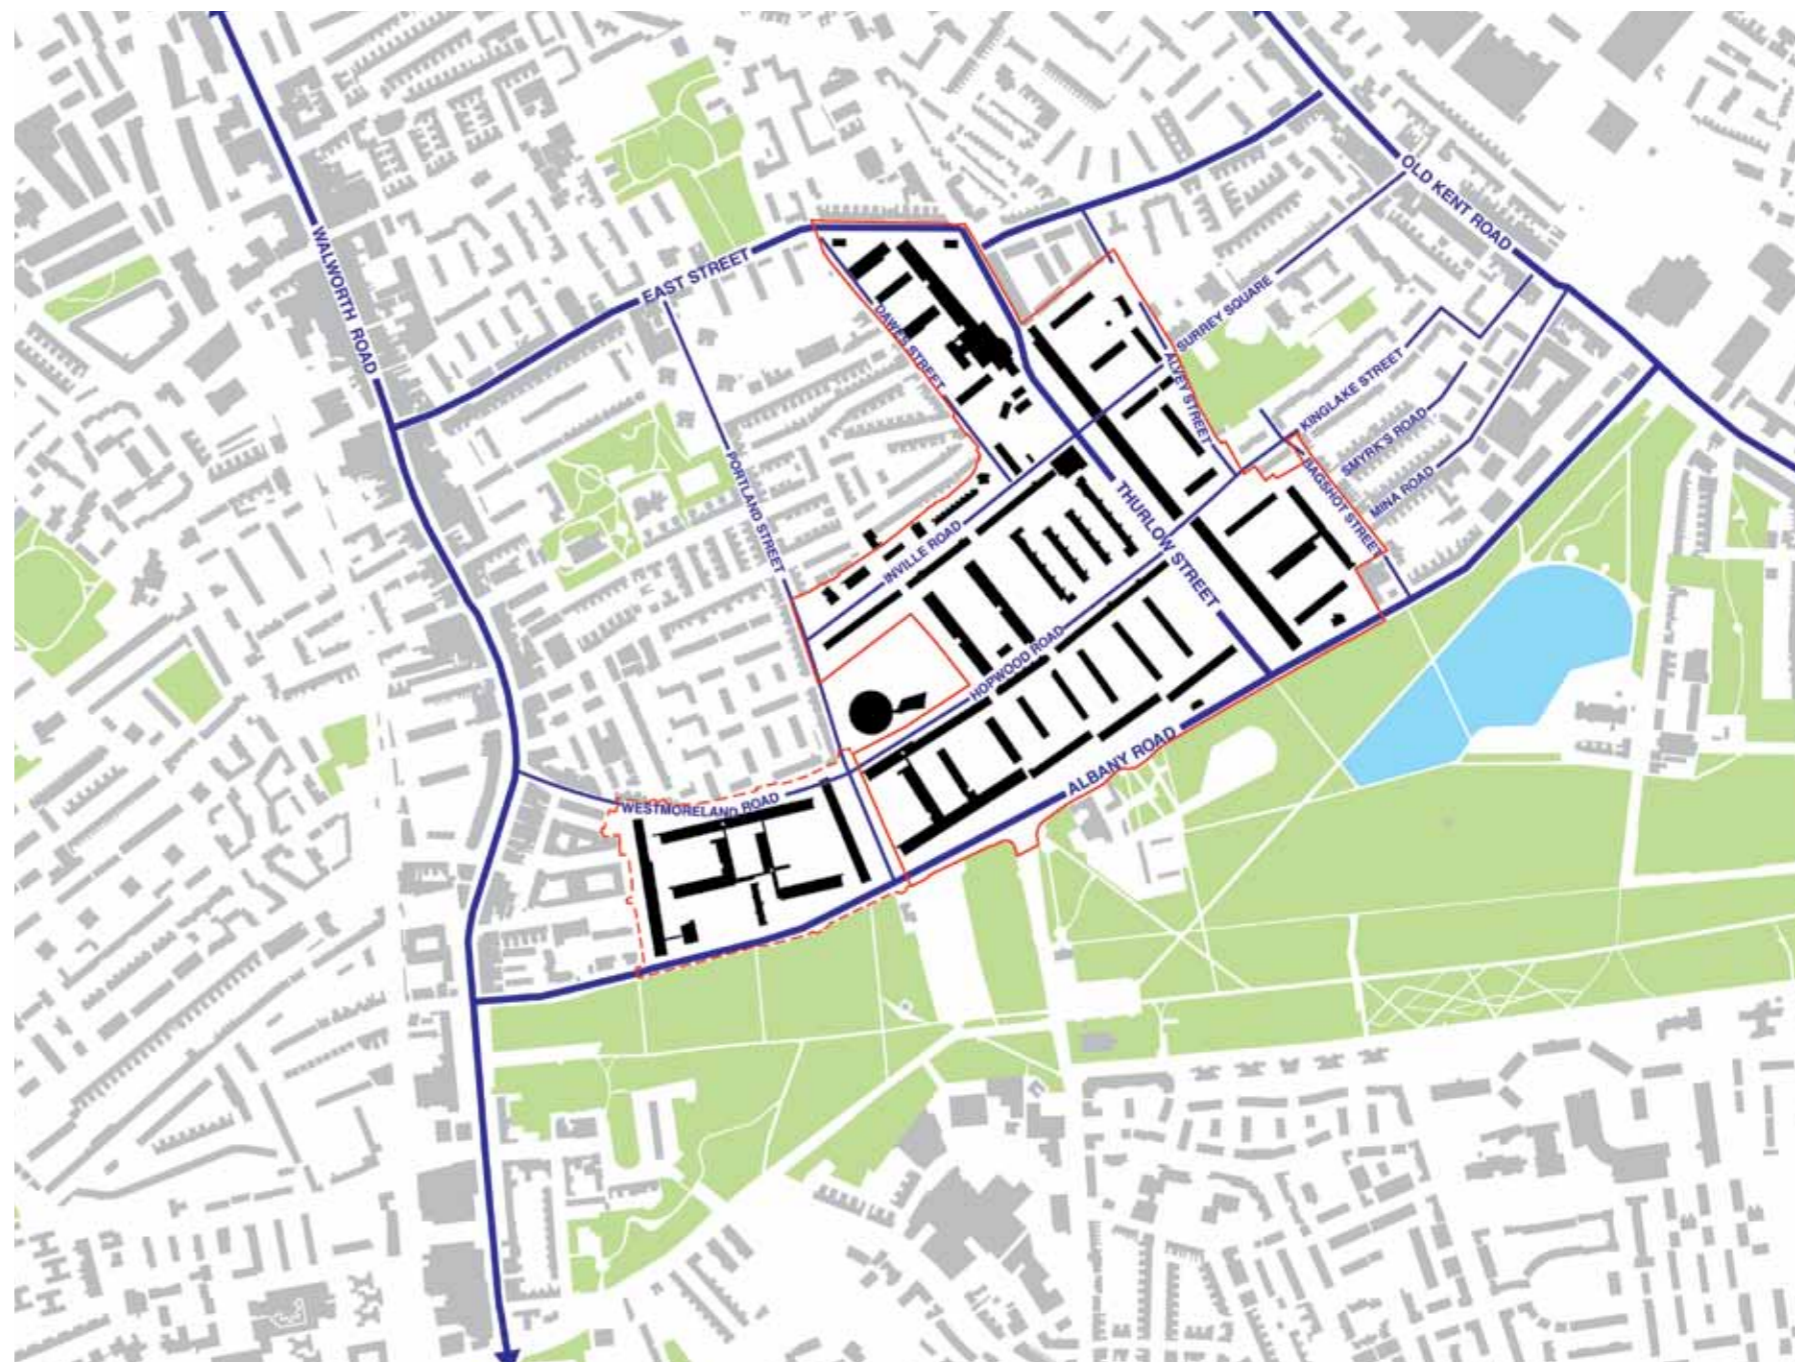 OLD KENT ROAD
WALWORTH ROAD
EAST STREET
SURREY SQUARE
DAWES STREET
ALVEY STREET
KINGLAKE STREET
SMYRK'S ROAD
MINA ROAD
BAGSHOT STREET
PORTLAND STREET
THURLOW STREET
INVILLE ROAD
HOPWOOD ROAD
ALBANY ROAD
WESTMORELAND ROAD